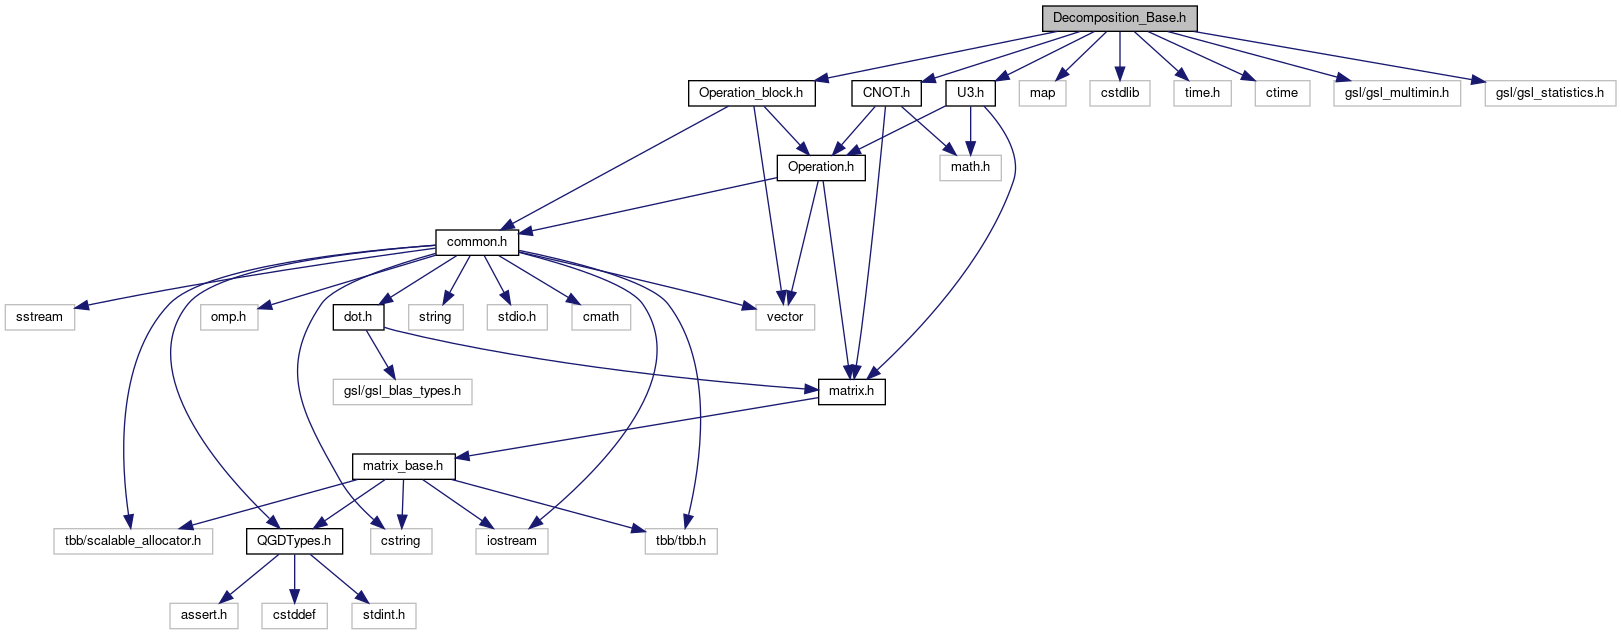 Decomposition_Base.h
Operation_block.h
CNOT.h
U3.h
map
cstdlib
time.h
ctime
gsl/gsl_multimin.h
gsl/gsl_statistics.h
Operation.h
math.h
common.h
sstream
omp.h
dot.h
string
stdio.h
cmath
vector
gsl/gsl_blas_types.h
matrix.h
matrix_base.h
tbb/scalable_allocator.h
QGDTypes.h
cstring
iostream
tbb/tbb.h
assert.h
cstddef
stdint.h